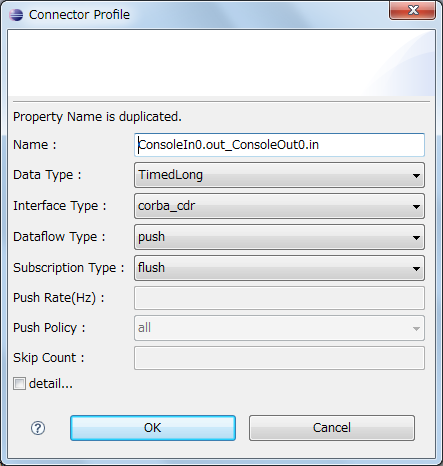 Connector Profile
Property Name is duplicated.
Name : ConsoleIn0.out_ConsoleOut0.in
Data Type : TimedLong
Interface Type : corba_cdr
Dataflow Type : push
Subscription Type : flush
Push Rate(Hz) :
Push Policy : all
Skip Count :
detail...
? OK Cancel